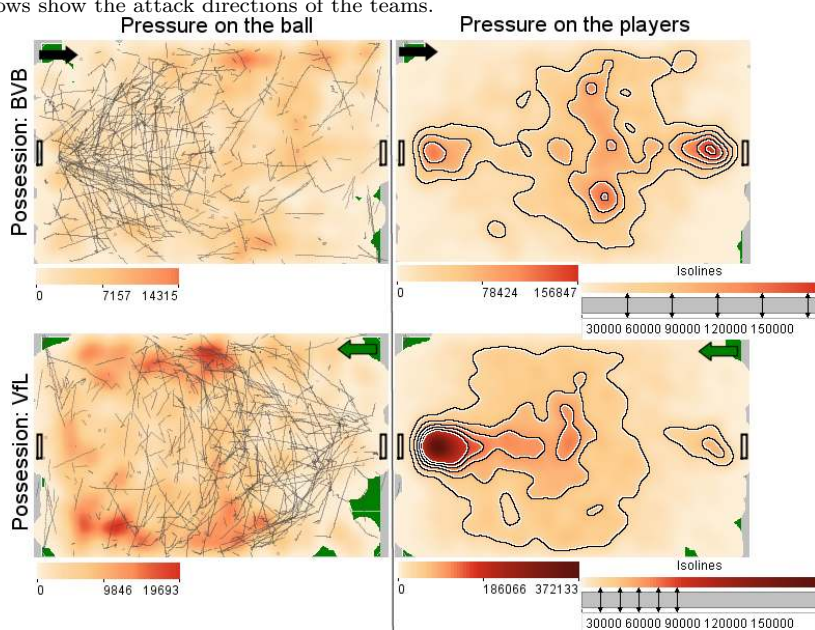 ows show the attack directions of the teams.
Pressure on the ball
Pressure on the players
Possession: BVB
0 7157 14315
0 78424 156847
Isolines
30000 60000 90000 120000 150000
Possession: VfL
0 9846 19693
0 186066 372133
Isolines
30000 60000 90000 120000 150000